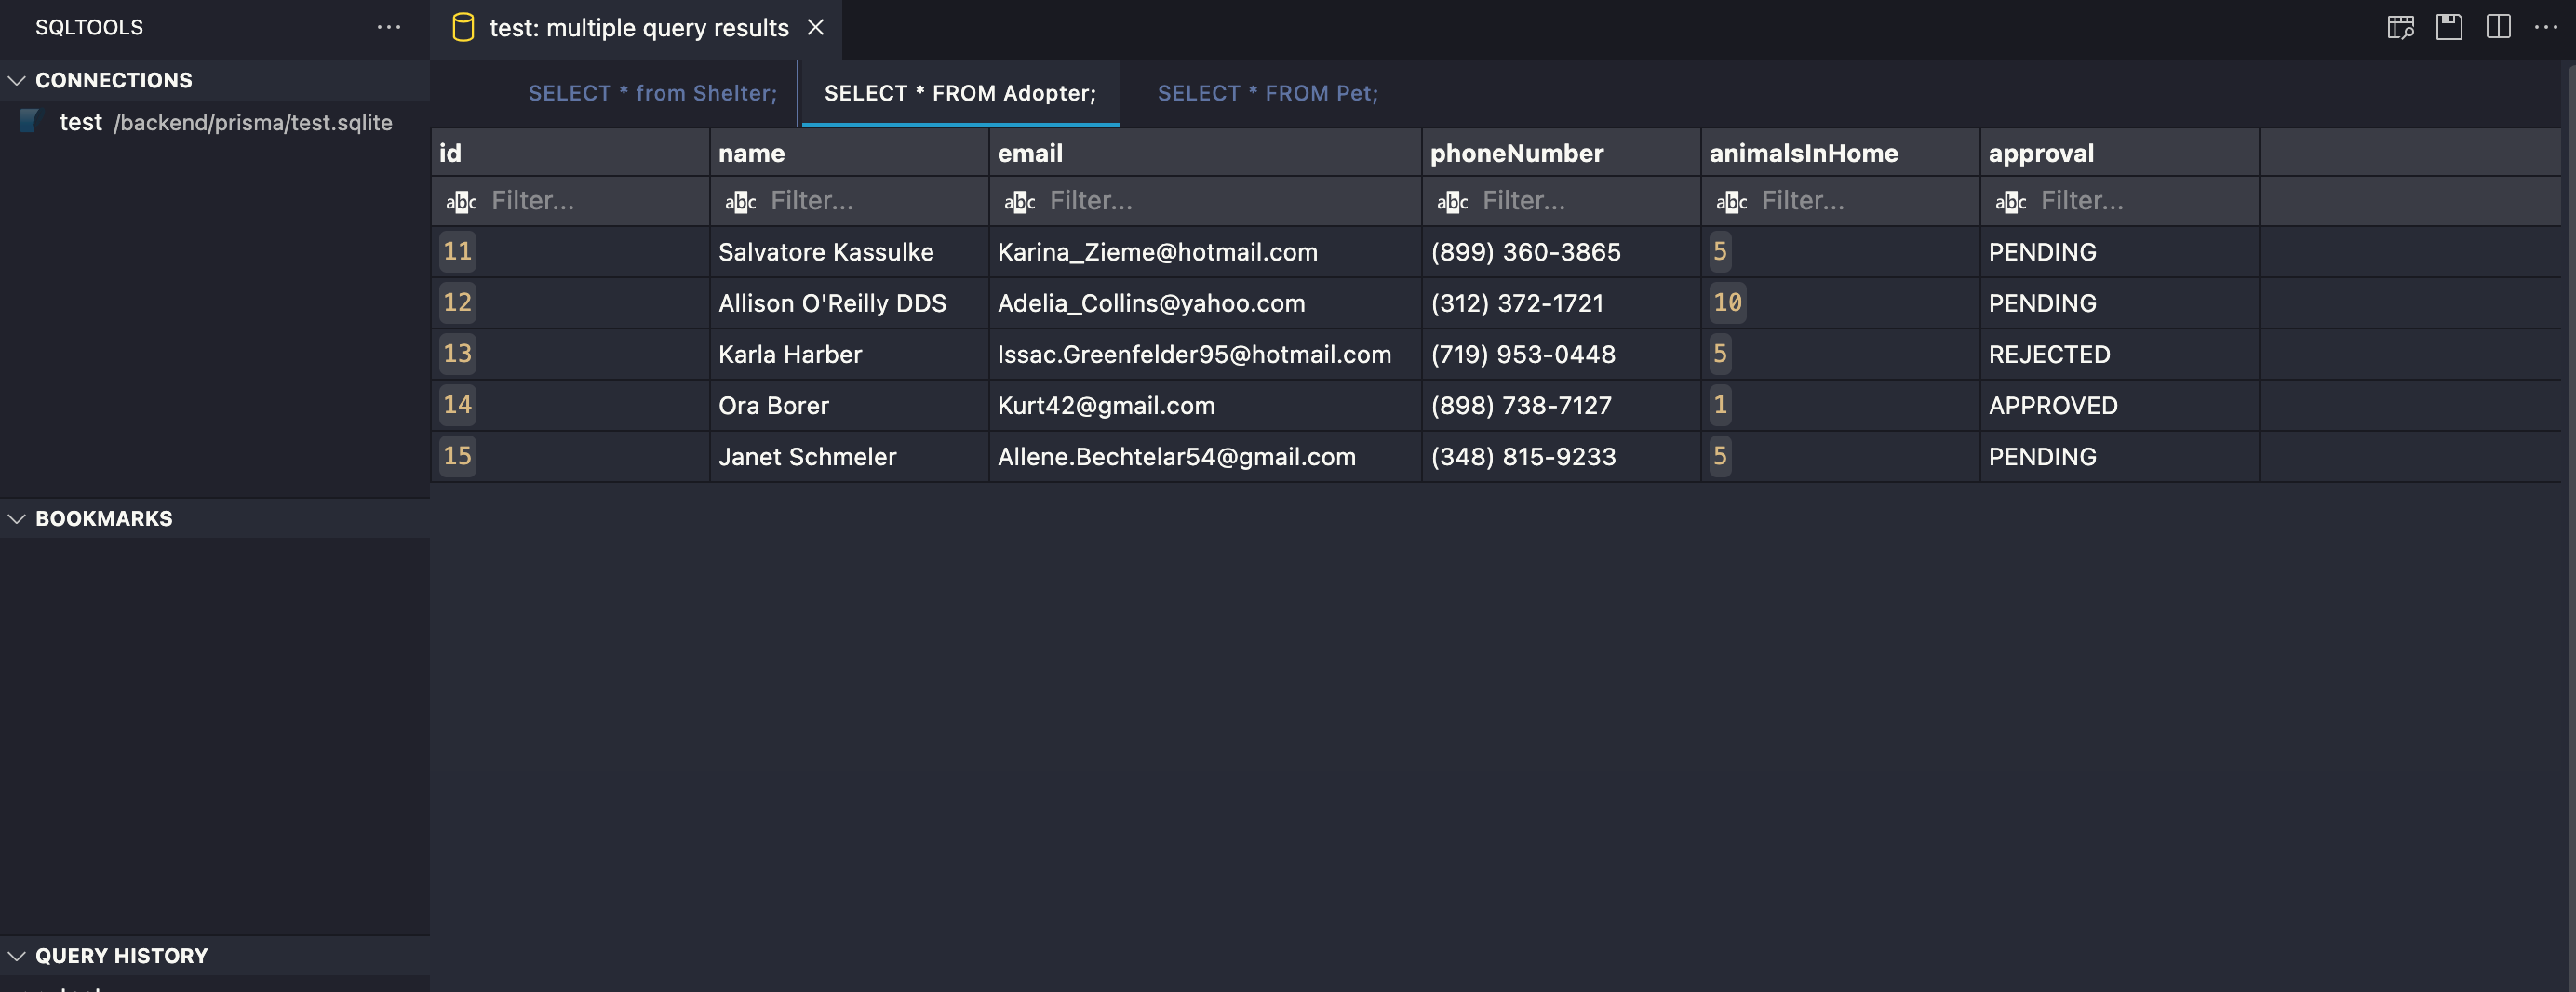 SQLTOOLS
CONNECTIONS
test /backend/prisma/test.sqlite
BOOKMARKS
QUERY HISTORY
test: multiple query results
SELECT * from Shelter; SELECT * FROM Adopter; SELECT * FROM Pet;
id name email phoneNumber animalsInHome approval
abc Filter... abc Filter... abc Filter... abc Filter... abc Filter... abc Filter...
11 Salvatore Kassulke Karina_Zieme@hotmail.com (899) 360-3865 5 PENDING
12 Allison O'Reilly DDS Adelia_Collins@yahoo.com (312) 372-1721 10 PENDING
13 Karla Harber Issac.Greenfelder95@hotmail.com (719) 953-0448 5 REJECTED
14 Ora Borer Kurt42@gmail.com (898) 738-7127 1 APPROVED
15 Janet Schmeler Allene.Bechtelar54@gmail.com (348) 815-9233 5 PENDING